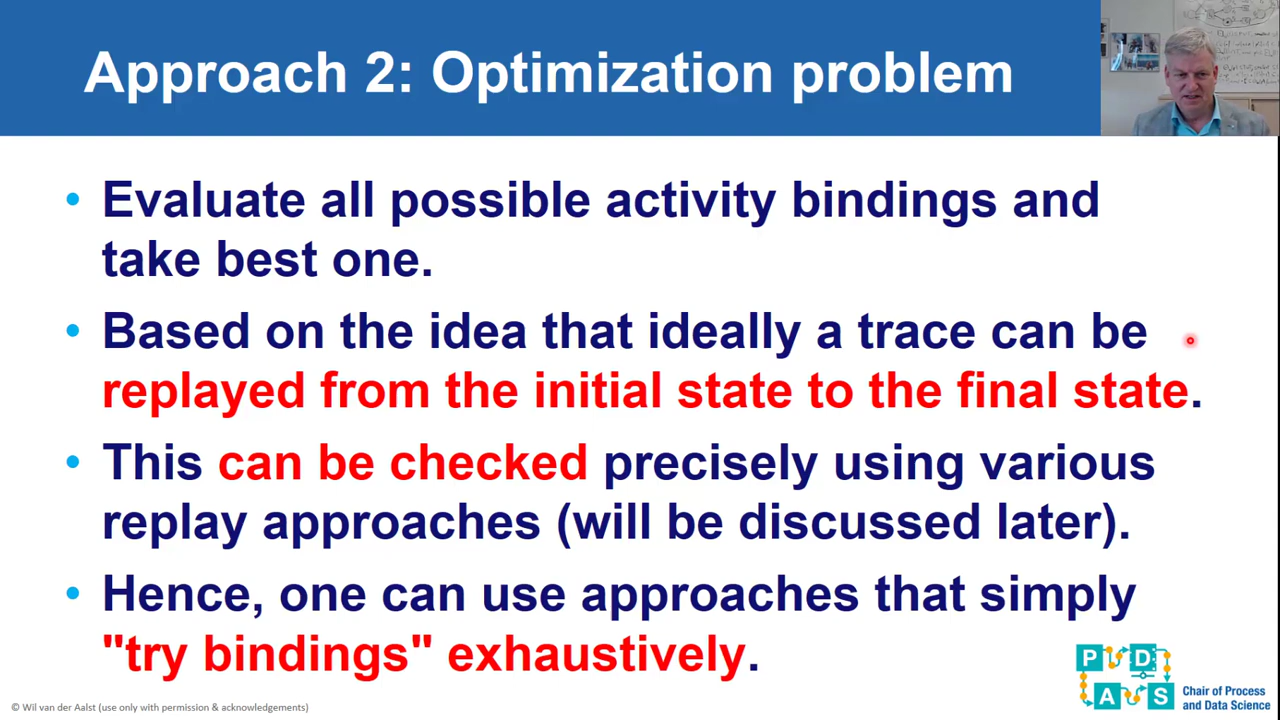 Approach 2: Optimization problem
• Evaluate all possible activity bindings and
take best one.
• Based on the idea that ideally a trace can be
replayed from the initial state to the final state.
• This can be checked precisely using various
replay approaches (will be discussed later).
• Hence, one can use approaches that simply
"try bindings" exhaustively.
P D
A S
Chair of Process
and Data Science
© Wil van der Aalst (use only with permission & acknowledgements)